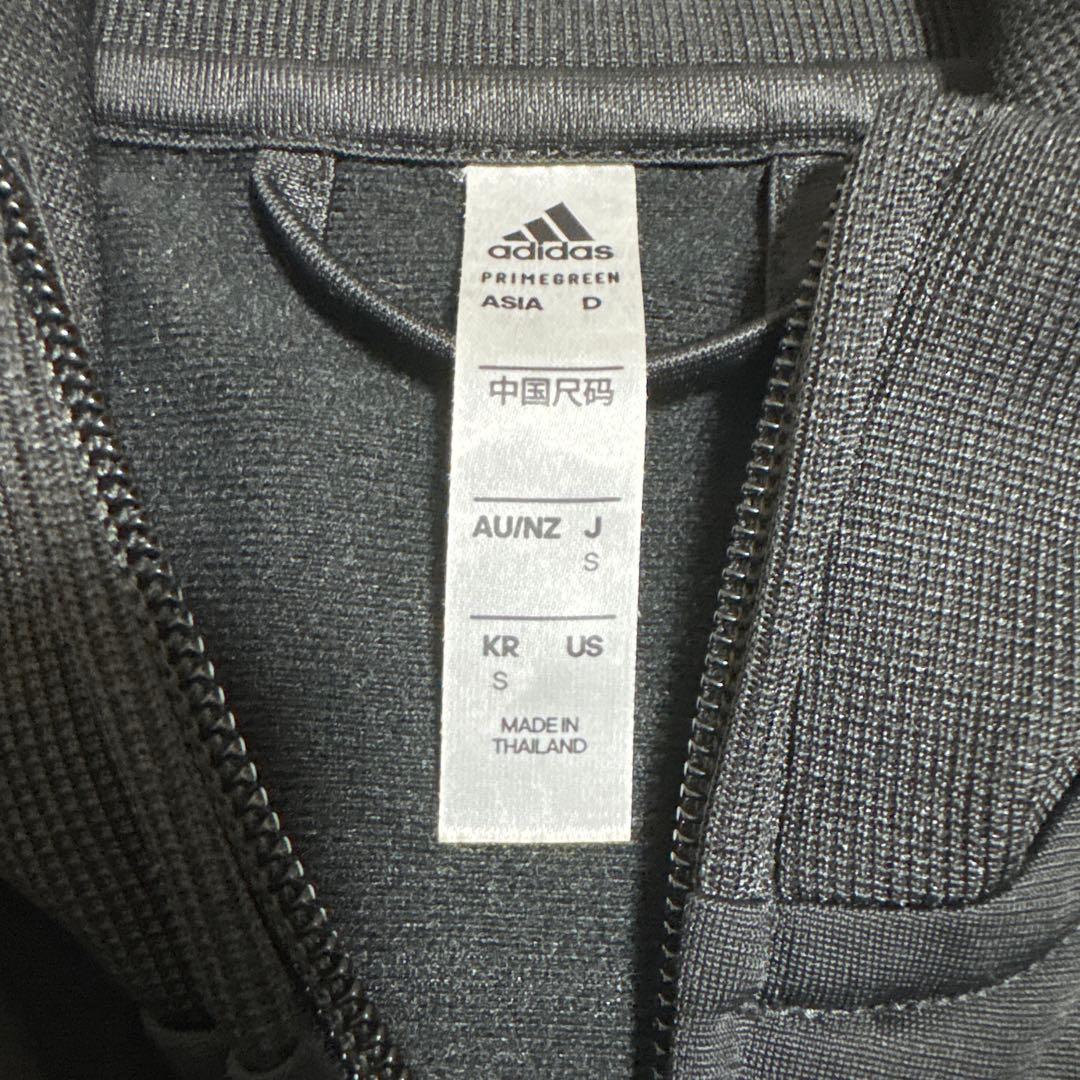 adidas
PRIMEGREEN
ASIA D
中国尺码
AU/NZ J
S
KR US
S
MADE IN
THAILAND